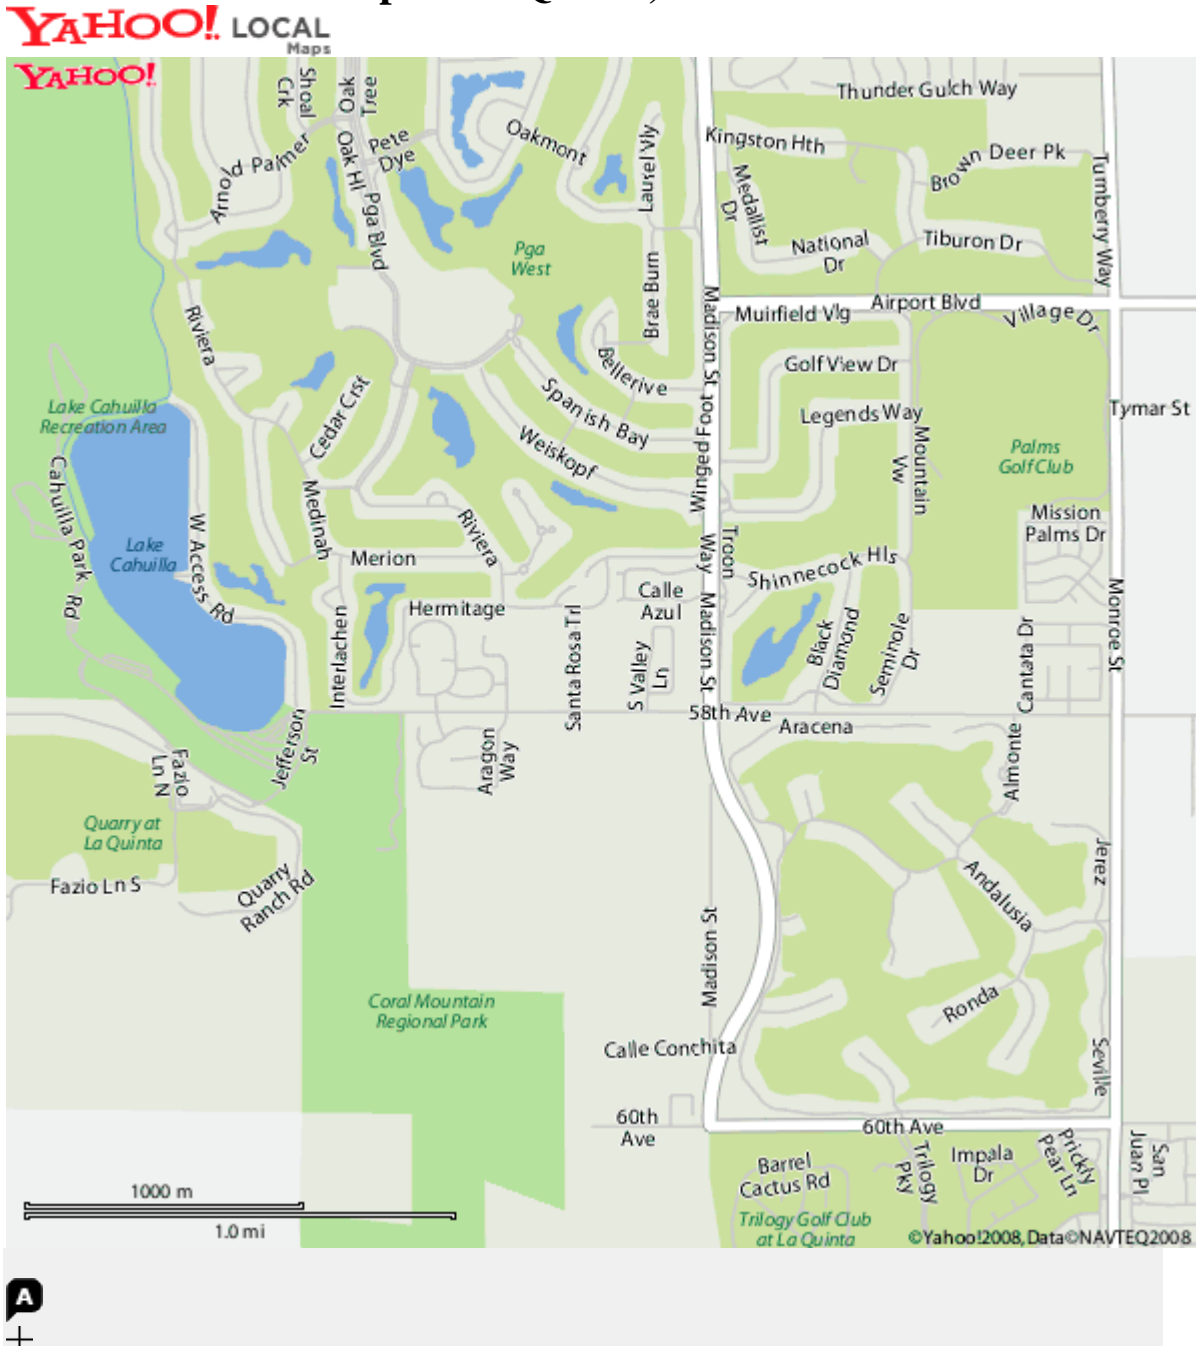 YAHOO! LOCAL
Maps
YAHOO!
Shoal
Crk
Oak
Tree
Thunder Gulch Way
Arnold Palmer
Oak Hl
Pete
Dye
Oakmont
Laurel Vly
Kingston Hth
Brown Deer Pk
Medallist
Dr
Turnberry Way
Pga Blvd
Pga
West
National
Dr
Tiburon Dr
Brae Burn
Riviera
Madison St
Muirfield Vlg
Airport Blvd
Village Dr
Bellerive
Golf View Dr
Cedar Crst
Spanish Bay
Lake Cahuilla
Recreation Area
Winged Foot
Legends Way
Tymar St
Weiskopf
Mountain
Vw
Palms
Golf Club
Cahuilla Park Rd
Medinah
Riviera
Mission
Palms Dr
Lake
Cahuilla
W Access Rd
Merion
Way
Troon
Shinnecock Hls
Calle
Azul
Hermitage
Interlachen
Santa Rosa Trl
S Valley
Ln
Madison St
Black
Diamond
Seminole
Dr
Cantata Dr
Monroe St
58th Ave
Aracena
Jefferson
St
Fazio
Ln N
Aragon
Way
Almonte
Quarry at
La Quinta
Jerez
Fazio Ln S
Quarry
Ranch Rd
Andalusia
Madison St
Coral Mountain
Regional Park
Ronda
Calle Conchita
Seville
60th
Ave
60th Ave
Barrel
Cactus Rd
Trilogy
Pky
Impala
Dr
Prickly
Pear Ln
San
Juan Pl
1000 m
1.0 mi
Trilogy Golf Club
at La Quinta
©Yahoo!2008, Data©NAVTEQ2008
A